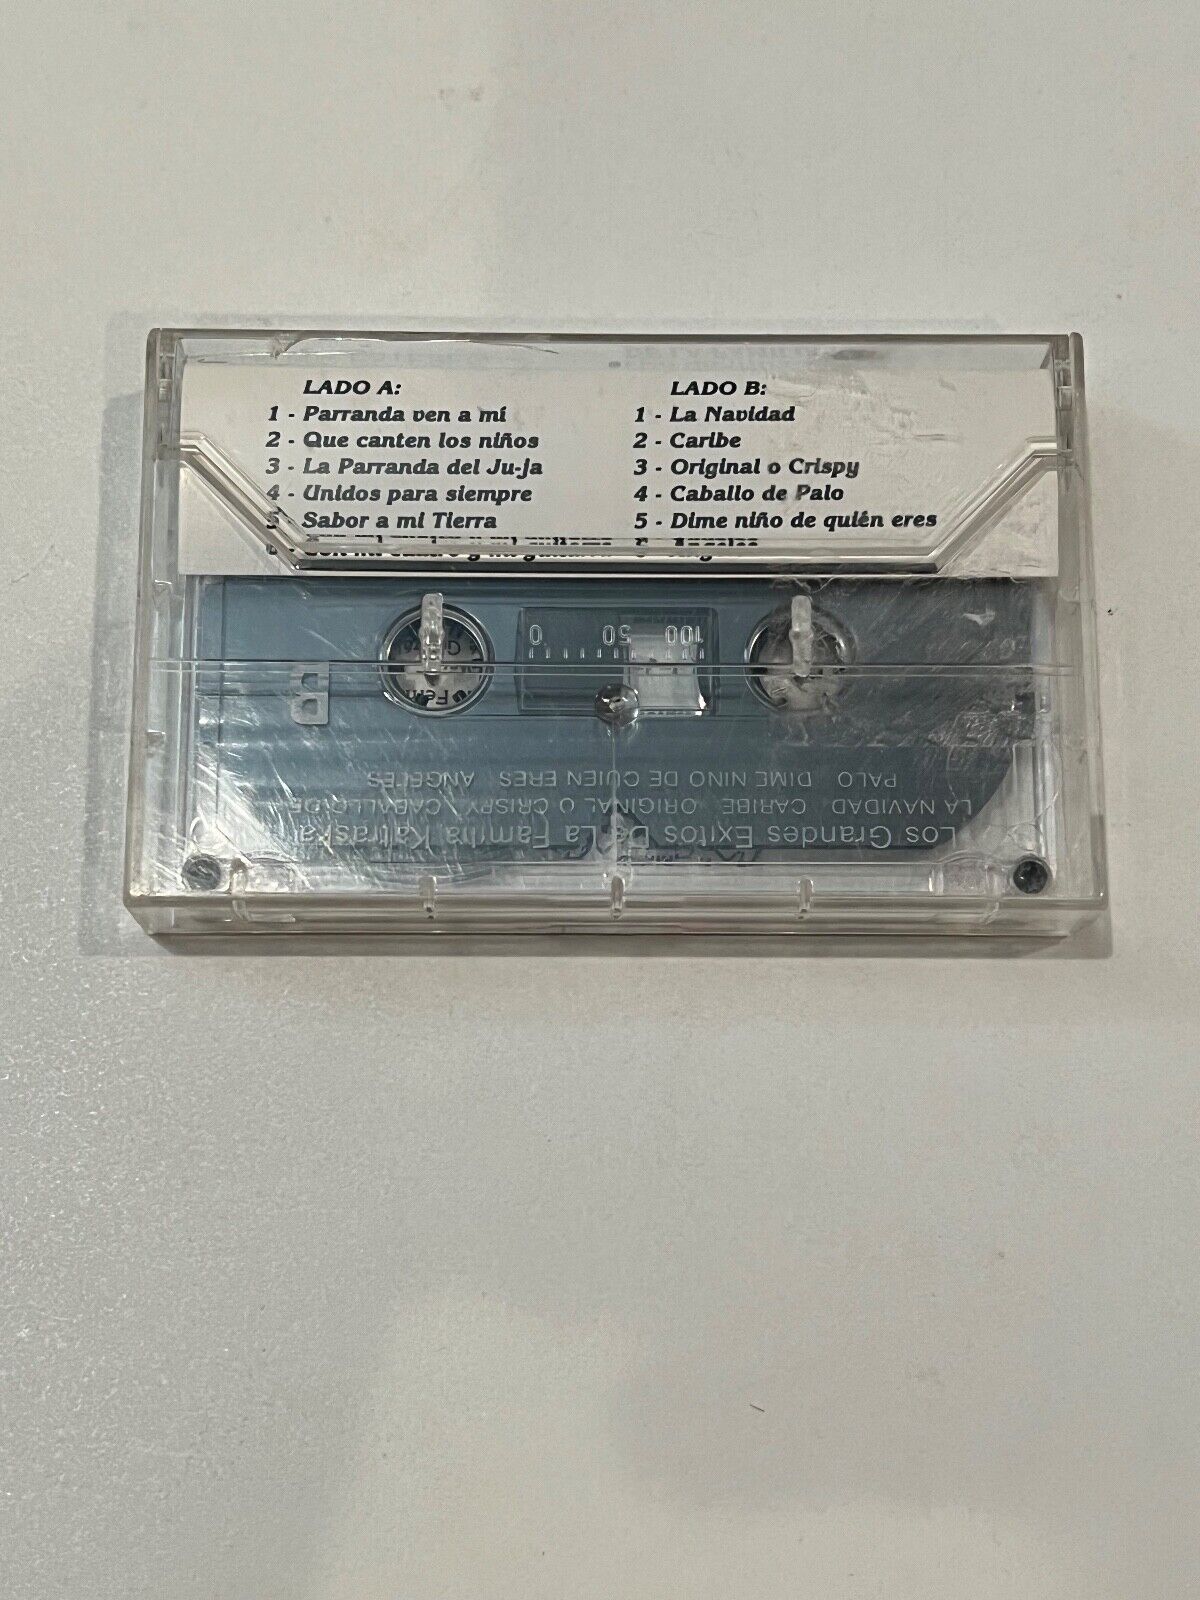 LADO A:
1 - Parranda ven a mí
2 - Que canten los niños
3 - La Parranda del Ju-ja
4 - Unidos para siempre
5 - Sabor a mi Tierra
LADO B:
1 - La Navidad
2 - Caribe
3 - Original o Crispy
4 - Caballo de Palo
5 - Dime niño de quién eres
0 50 100
B
Los Grandes Exitos De La Familia
LA NAVIDAD CARIBE ORIGINAL O CRISPY CABALLO DE
PALO DIME NINO DE QUIEN ERES ANGELES